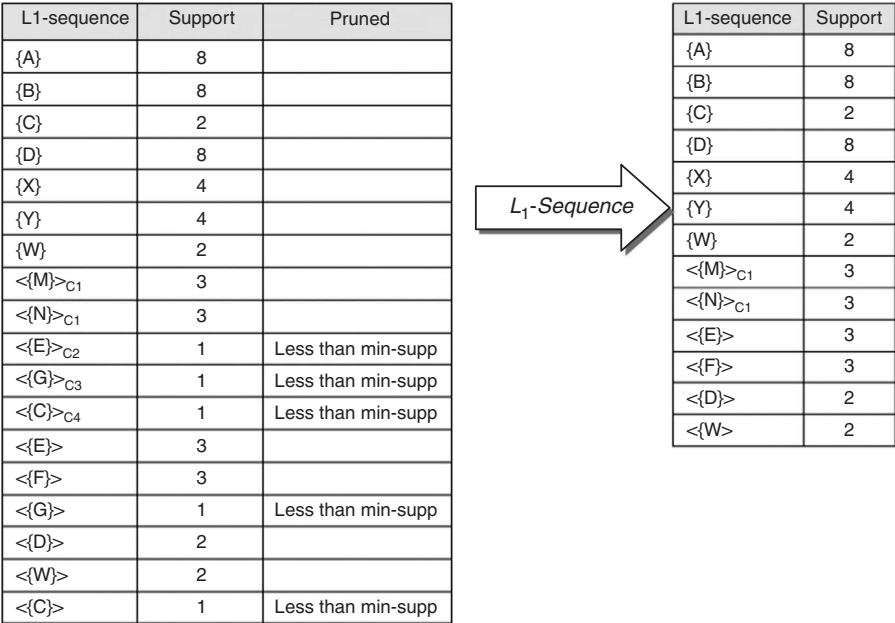 L1-sequence Support Pruned
{A} 8
{B} 8
{C} 2
{D} 8
{X} 4
{Y} 4
{W} 2
<{M}>C1 3
<{N}>C1 3
<{E}>C2 1 Less than min-supp
<{G}>C3 1 Less than min-supp
<{C}>C4 1 Less than min-supp
<{E}> 3
<{F}> 3
<{G}> 1 Less than min-supp
<{D}> 2
<{W}> 2
<{C}> 1 Less than min-supp
L1-Sequence
L1-sequence Support
{A} 8
{B} 8
{C} 2
{D} 8
{X} 4
{Y} 4
{W} 2
<{M}>C1 3
<{N}>C1 3
<{E}> 3
<{F}> 3
<{D}> 2
<{W> 2